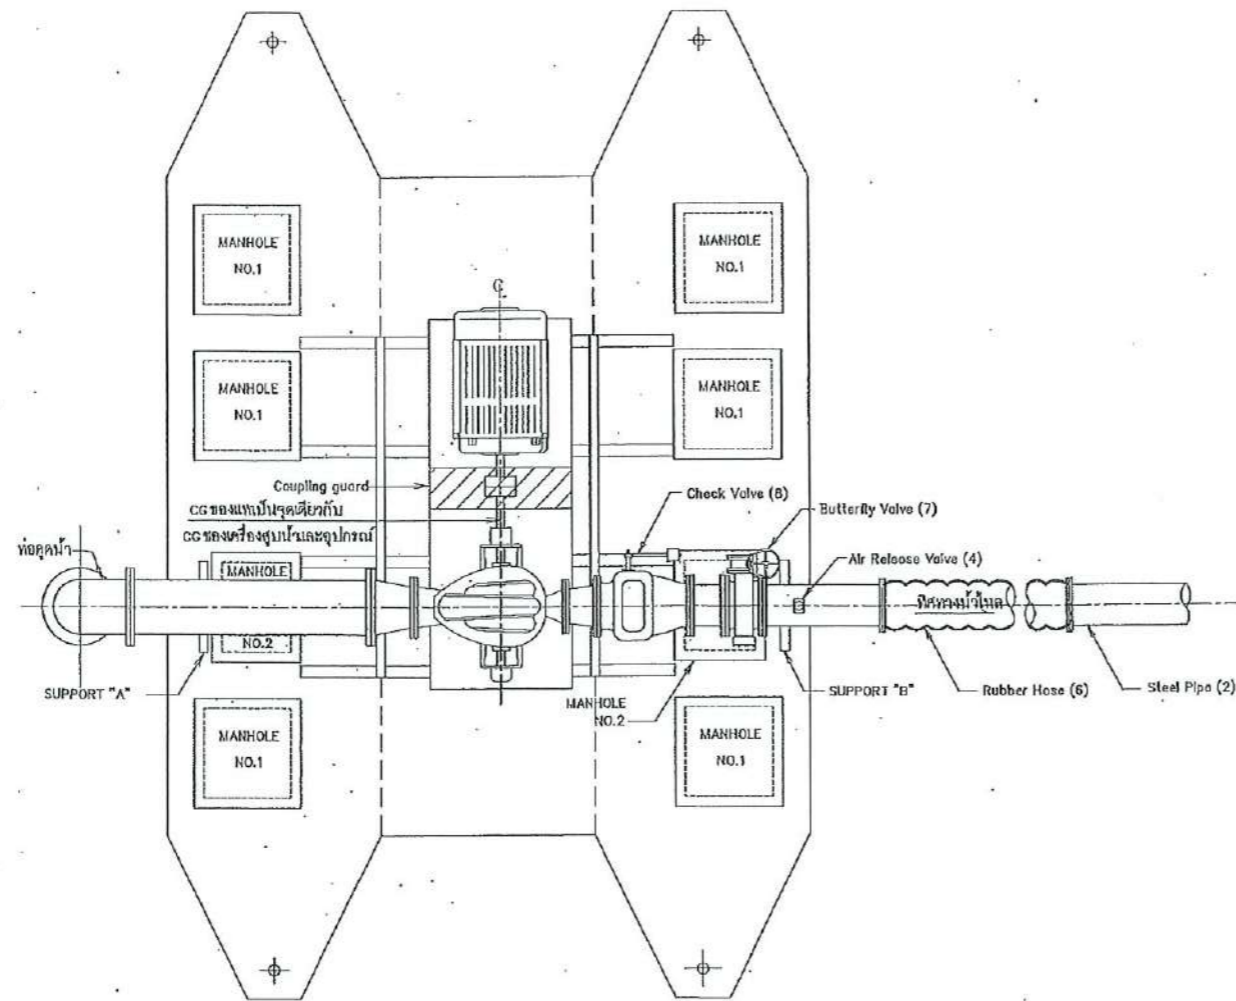 MANHOLE
NO.1
MANHOLE
NO.1
MANHOLE
NO.1
MANHOLE
NO.1
Coupling guard
CG ของแท่นเป็นจุดเดียวกับ
CG ของเครื่องสูบน้ำและอุปกรณ์
Check Valve (8)
Butterfly Valve (7)
Air Release Valve (4)
ท่อดูดน้ำ
MANHOLE
NO.2
ทิศทางน้ำไหล
SUPPORT "A"
MANHOLE
NO.2
SUPPORT "B"
Rubber Hose (6)
Steel Pipe (2)
MANHOLE
NO.1
MANHOLE
NO.1